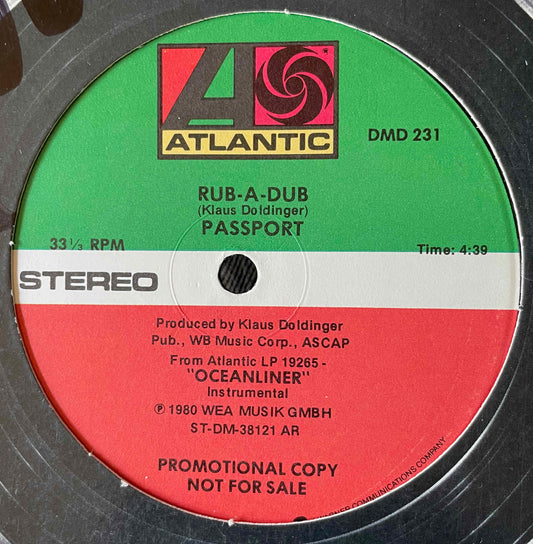 ATLANTIC
DMD 231
RUB-A-DUB
(Klaus Doldinger)
PASSPORT
33⅓ RPM
Time: 4:39
STEREO
Produced by Klaus Doldinger
Pub., WB Music Corp., ASCAP
From Atlantic LP 19265 -
"OCEANLINER"
Instrumental
℗ 1980 WEA MUSIK GMBH
ST-DM-38121 AR
PROMOTIONAL COPY
NOT FOR SALE
COMMUNICATIONS COMPANY